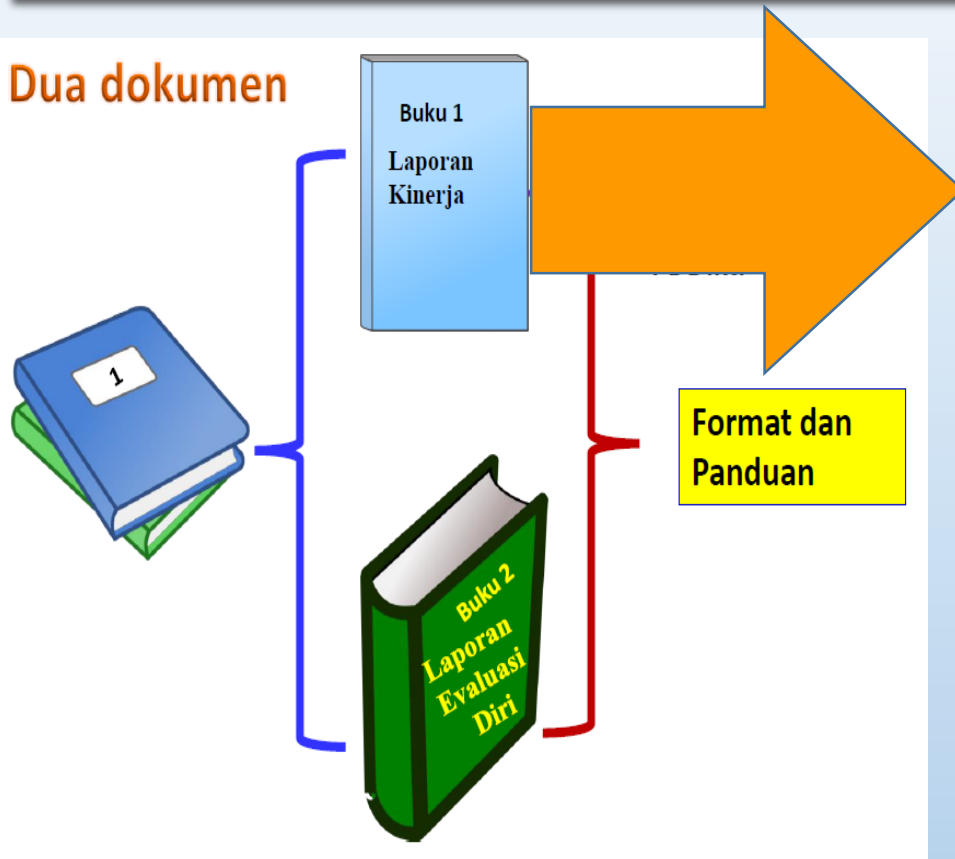 Dua dokumen
Buku 1
Laporan
Kinerja
1
Format dan
Panduan
Buku 2
Laporan
Evaluasi
Diri